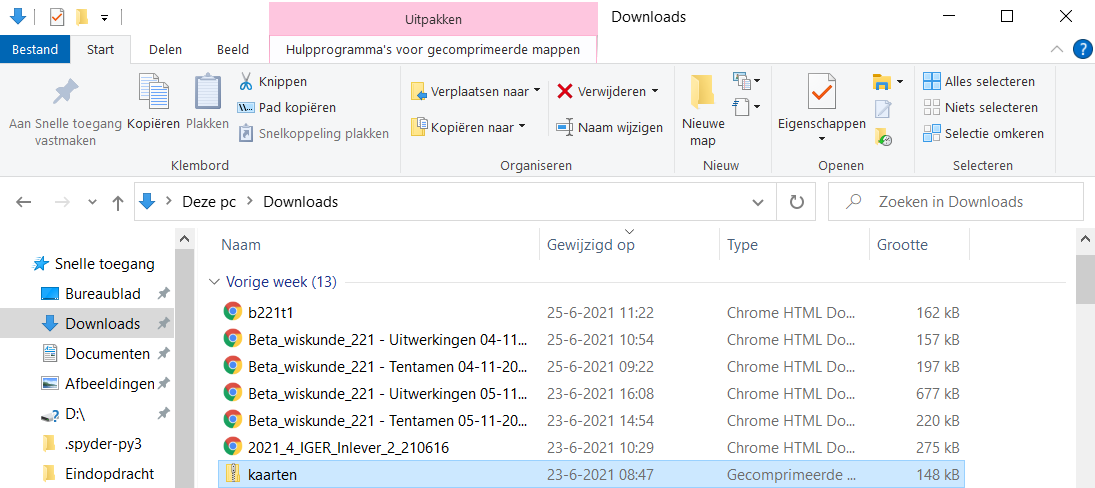 Uitpakken
Downloads
Bestand
Start
Delen
Beeld
Hulpprogramma's voor gecomprimeerde mappen
Aan Snelle toegang
vastmaken
Kopiëren
Plakken
Knippen
Pad kopiëren
Snelkoppeling plakken
Klembord
Verplaatsen naar
Kopiëren naar
Verwijderen
Naam wijzigen
Organiseren
Nieuwe
map
Nieuw
Eigenschappen
Openen
Alles selecteren
Niets selecteren
Selectie omkeren
Selecteren
Deze pc > Downloads
Zoeken in Downloads
Snelle toegang
Bureaublad
Downloads
Documenten
Afbeeldingen
D:\
.spyder-py3
Eindopdracht
Naam Gewijzigd op Type Grootte
Vorige week (13)
b221t1 25-6-2021 11:22 Chrome HTML Do... 162 kB
Beta_wiskunde_221 - Uitwerkingen 04-11... 25-6-2021 10:54 Chrome HTML Do... 157 kB
Beta_wiskunde_221 - Tentamen 04-11-20... 25-6-2021 09:22 Chrome HTML Do... 197 kB
Beta_wiskunde_221 - Uitwerkingen 05-11... 23-6-2021 16:08 Chrome HTML Do... 677 kB
Beta_wiskunde_221 - Tentamen 05-11-20... 23-6-2021 14:54 Chrome HTML Do... 220 kB
2021_4_IGER_Inlever_2_210616 23-6-2021 10:29 Chrome HTML Do... 275 kB
kaarten 23-6-2021 08:47 Gecomprimeerde ... 148 kB